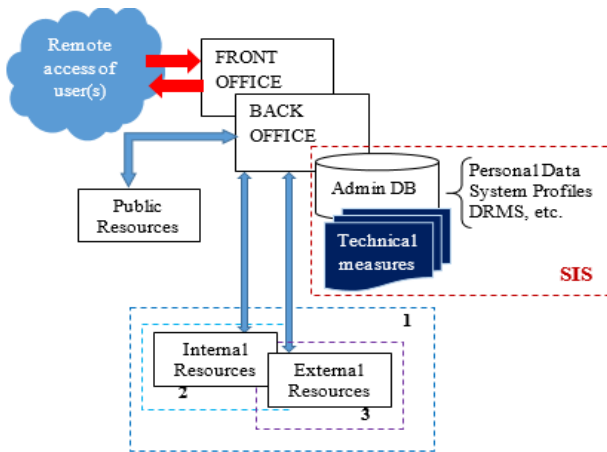 Remote
access of
user(s)
FRONT
OFFICE
BACK
OFFICE
Public
Resources
Admin DB
Technical
measures
Personal Data
System Profiles
DRMS, etc.
SIS
1
Internal
Resources
2
External
Resources
3